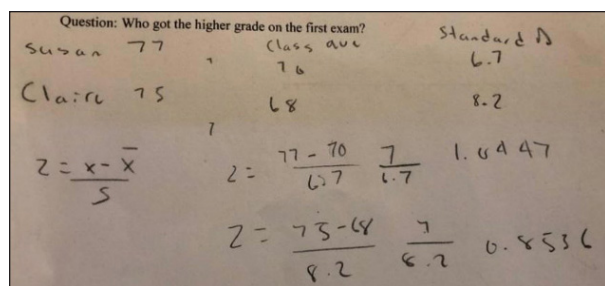 Question: Who got the higher grade on the first exam?
Susan 77 Class ave Standard D
70 6.7
Claire 75 68 8.2
z = x - x̄ / s
z = 77 - 70 / 6.7 7 / 6.7 1.0447
z = 75 - 68 / 8.2 7 / 8.2 0.8536